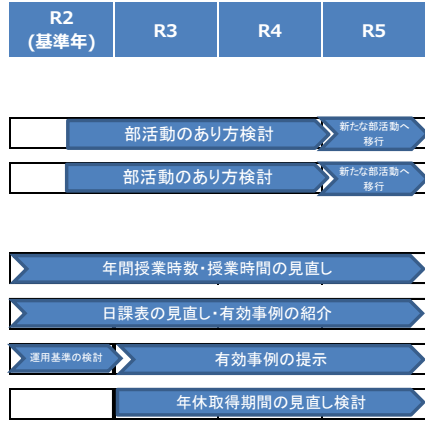 R2
(基準年)
R3
R4
R5
部活動のあり方検討
新たな部活動へ
移行
部活動のあり方検討
新たな部活動へ
移行
年間授業時数・授業時間の見直し
日課表の見直し・有効事例の紹介
運用基準の検討
有効事例の提示
年休取得期間の見直し検討